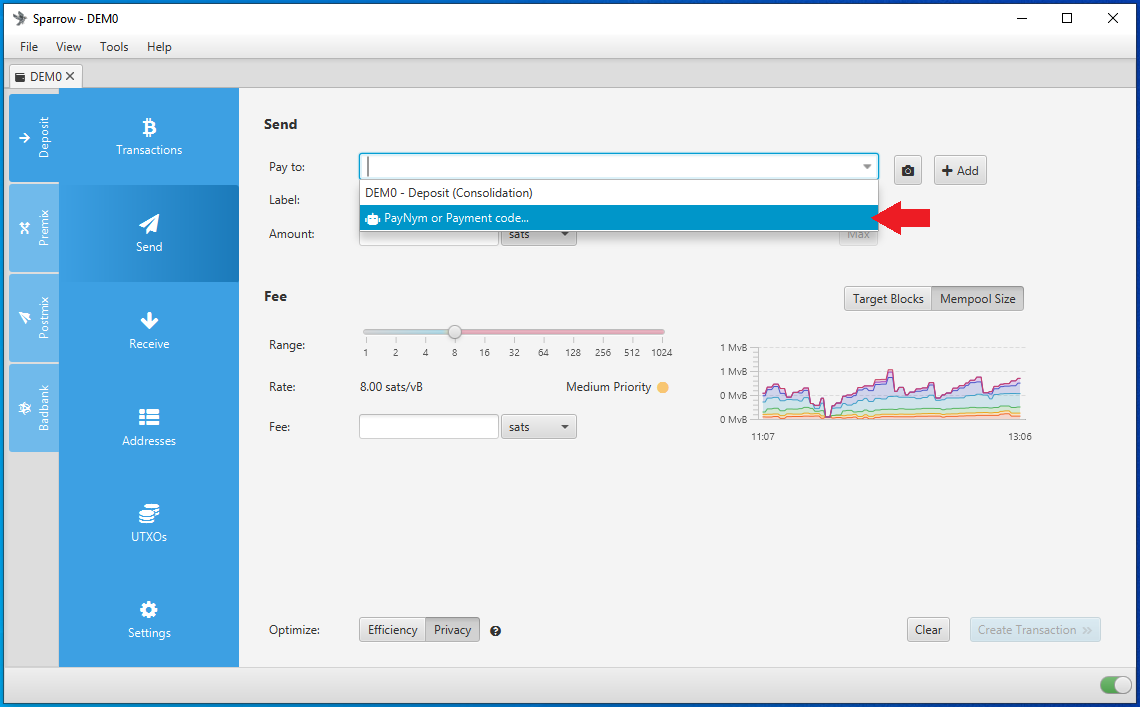 Sparrow - DEM0
File View Tools Help
DEM0
Deposit
Premix
Postmix
Badbank
Transactions
Send
Receive
Addresses
UTXOs
Settings
Send
Pay to:
Add
DEM0 - Deposit (Consolidation)
PayNym or Payment code...
Label:
Amount: sats Max
Fee
Target Blocks Mempool Size
Range:
1 2 4 8 16 32 64 128 256 512 1024
Rate: 8.00 sats/vB Medium Priority
Fee: sats
1 MvB
1 MvB
0 MvB
0 MvB
11:07 13:06
Optimize: Efficiency Privacy
Clear Create Transaction